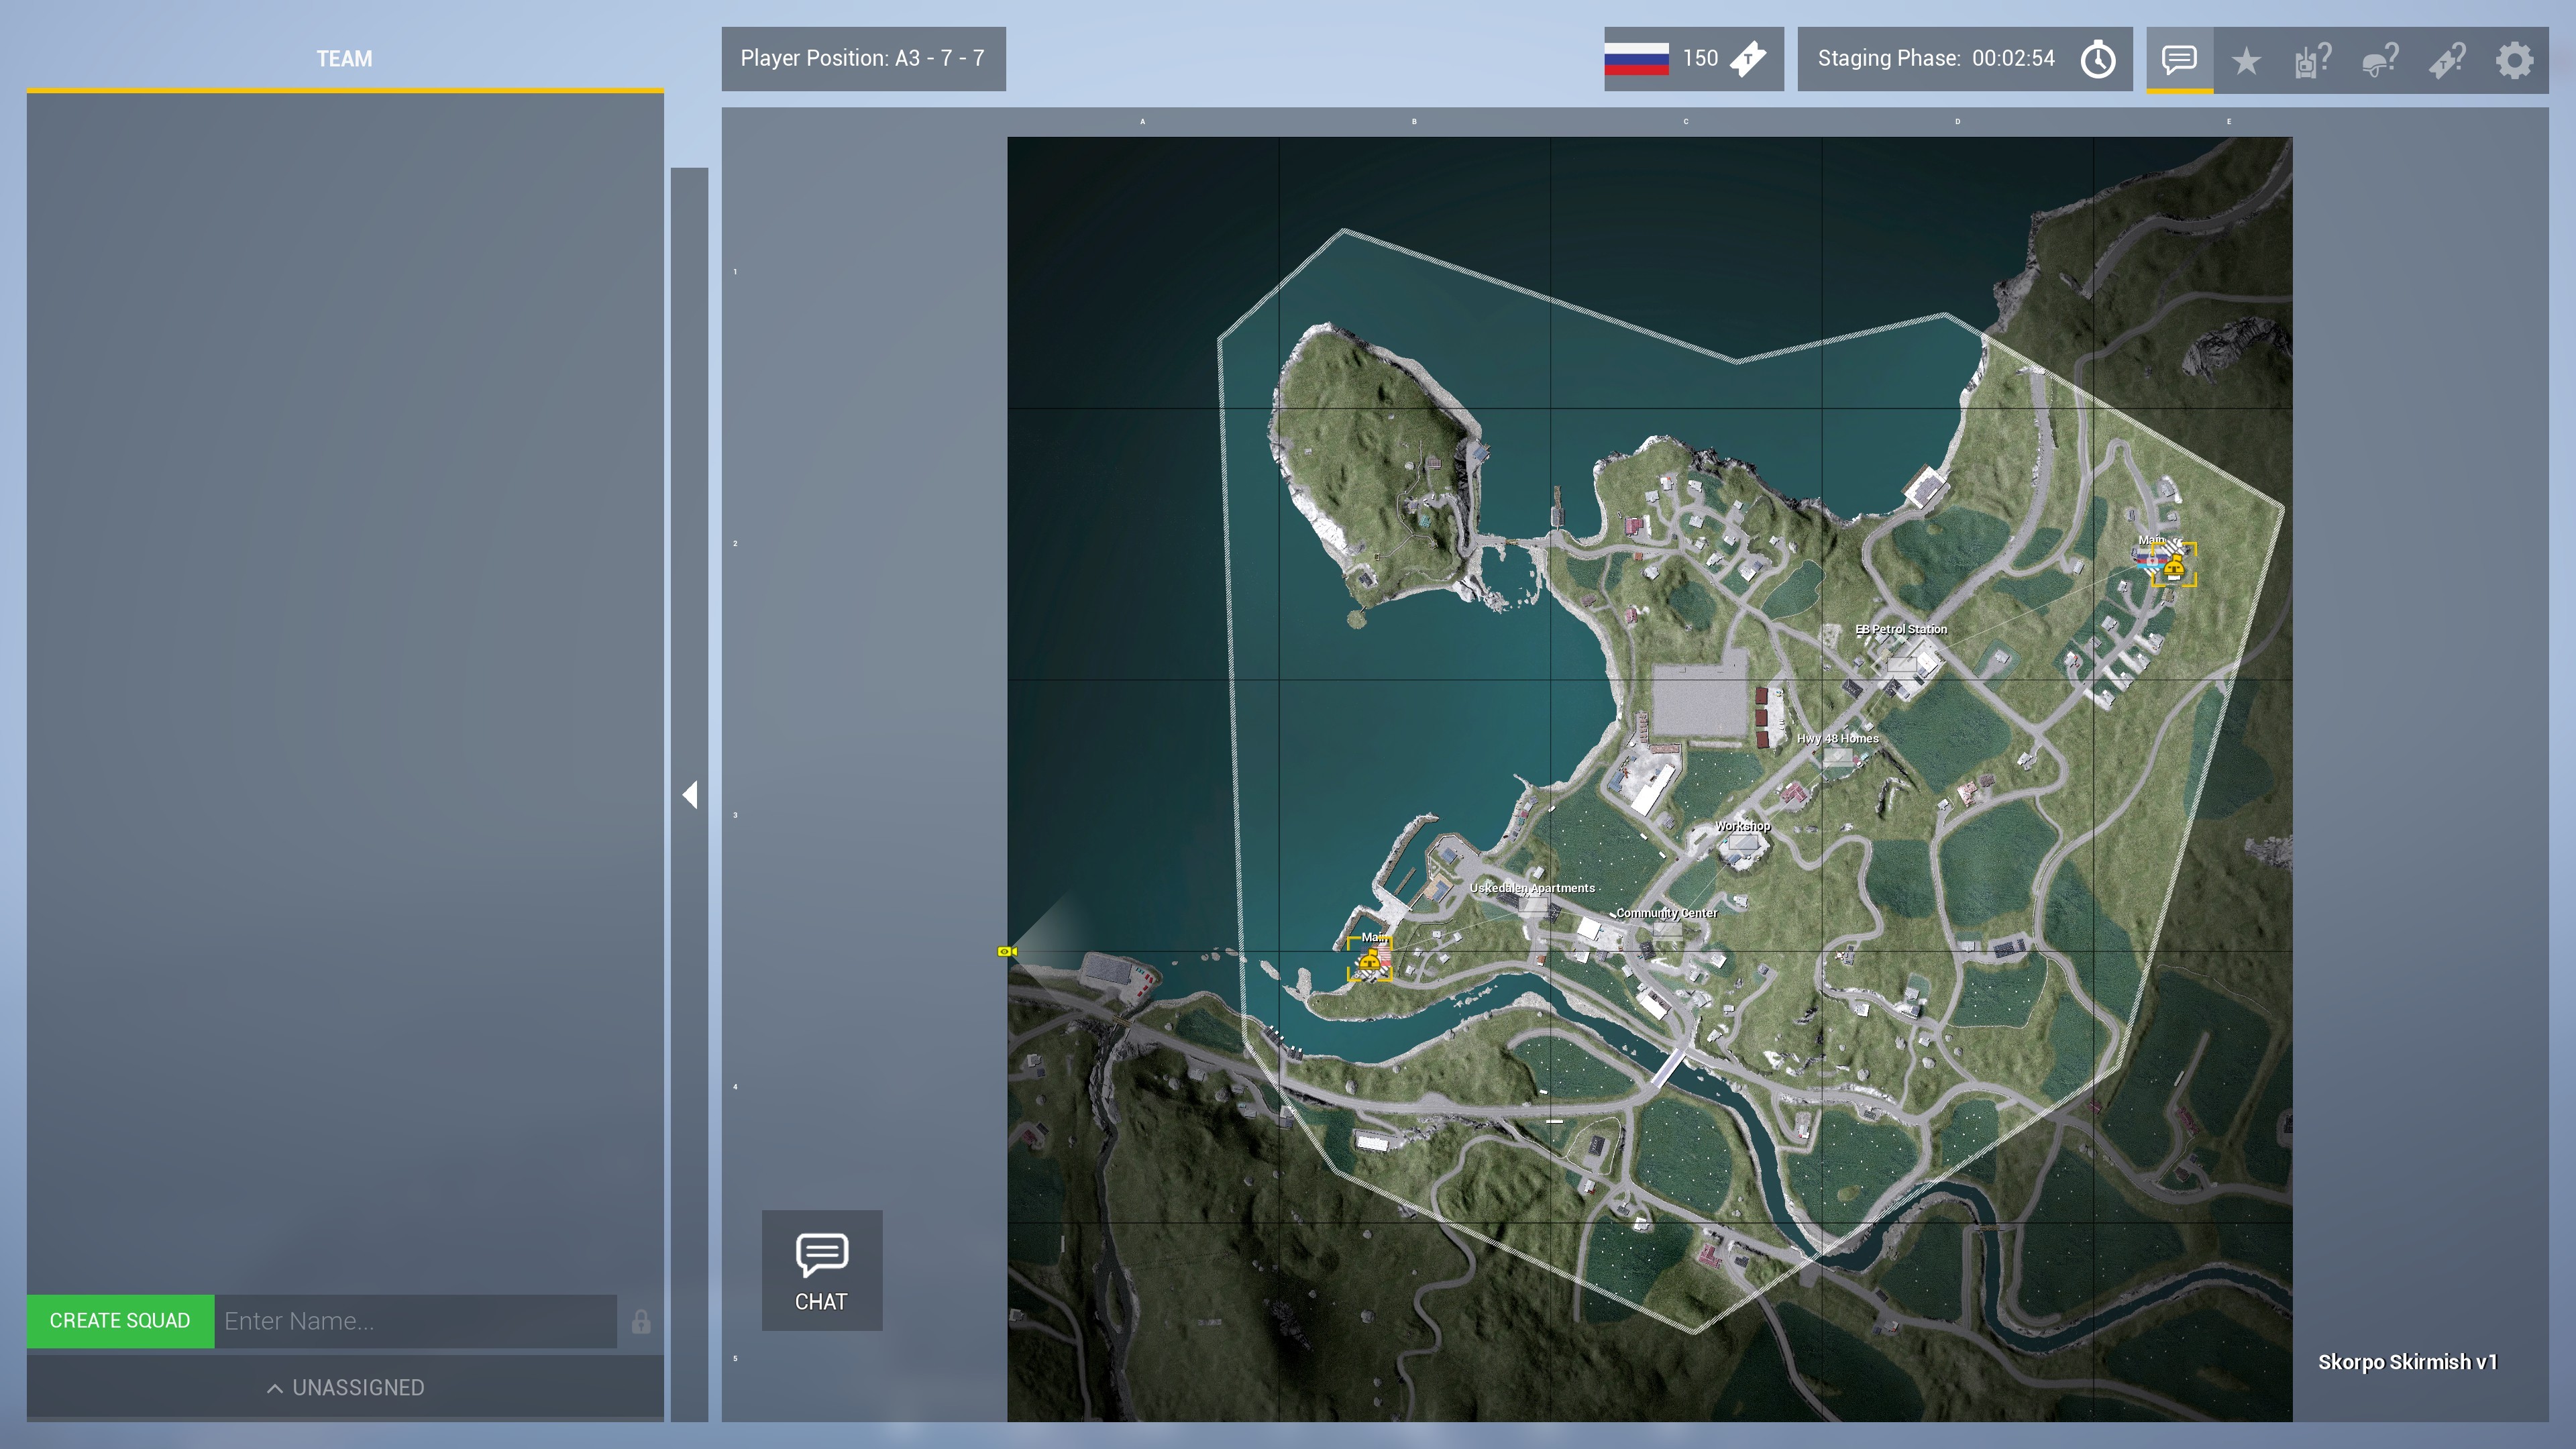 TEAM
Player Position: A3 - 7 - 7
150
T
Staging Phase: 00:02:54
?
?
T?
A
B
C
D
E
1
2
3
4
5
Main
EB Petrol Station
Hwy 48 Homes
Workshop
Uskedalen Apartments
Community Center
Main
CHAT
CREATE SQUAD
Enter Name...
UNASSIGNED
Skorpo Skirmish v1